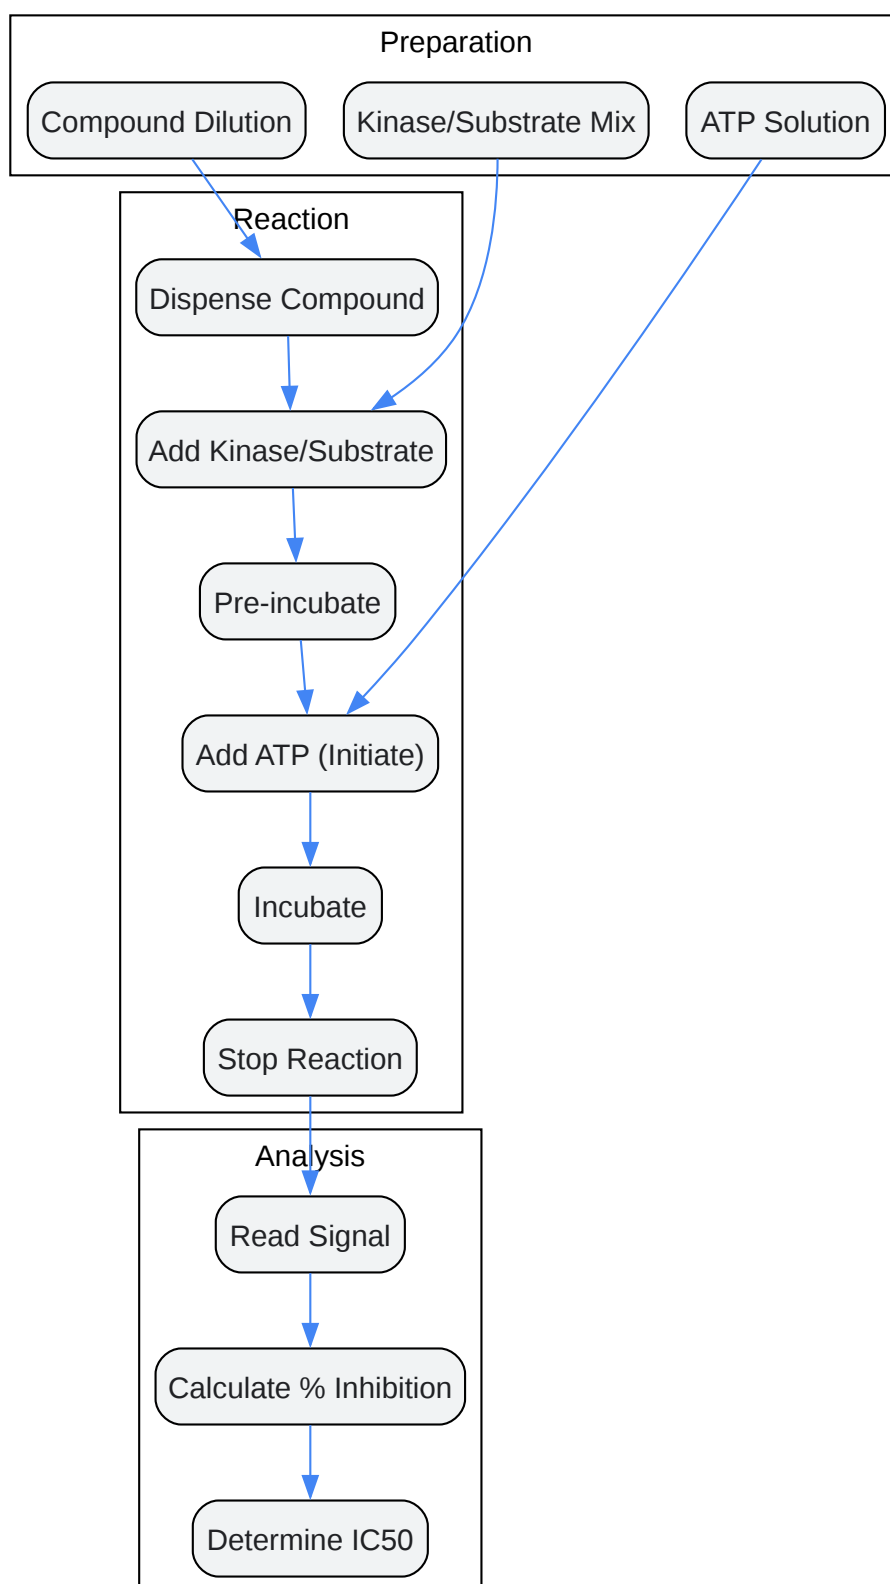 Preparation
Compound Dilution
Kinase/Substrate Mix
ATP Solution
Reaction
Dispense Compound
Add Kinase/Substrate
Pre-incubate
Add ATP (Initiate)
Incubate
Stop Reaction
Analysis
Read Signal
Calculate % Inhibition
Determine IC50